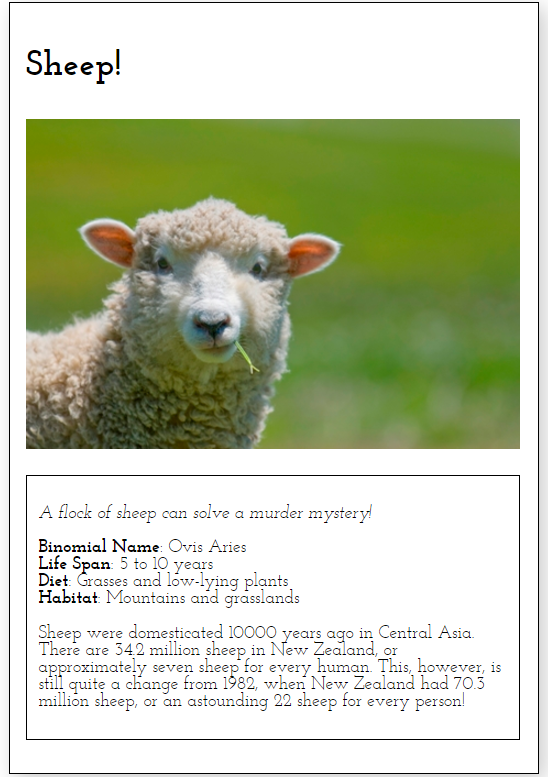 Sheep!
A flock of sheep can solve a murder mystery!
Binomial Name: Ovis Aries
Life Span: 5 to 10 years
Diet: Grasses and low-lying plants
Habitat: Mountains and grasslands
Sheep were domesticated 10000 years ago in Central Asia.
There are 34.2 million sheep in New Zealand, or
approximately seven sheep for every human. This, however, is
still quite a change from 1982, when New Zealand had 70.3
million sheep, or an astounding 22 sheep for every person!